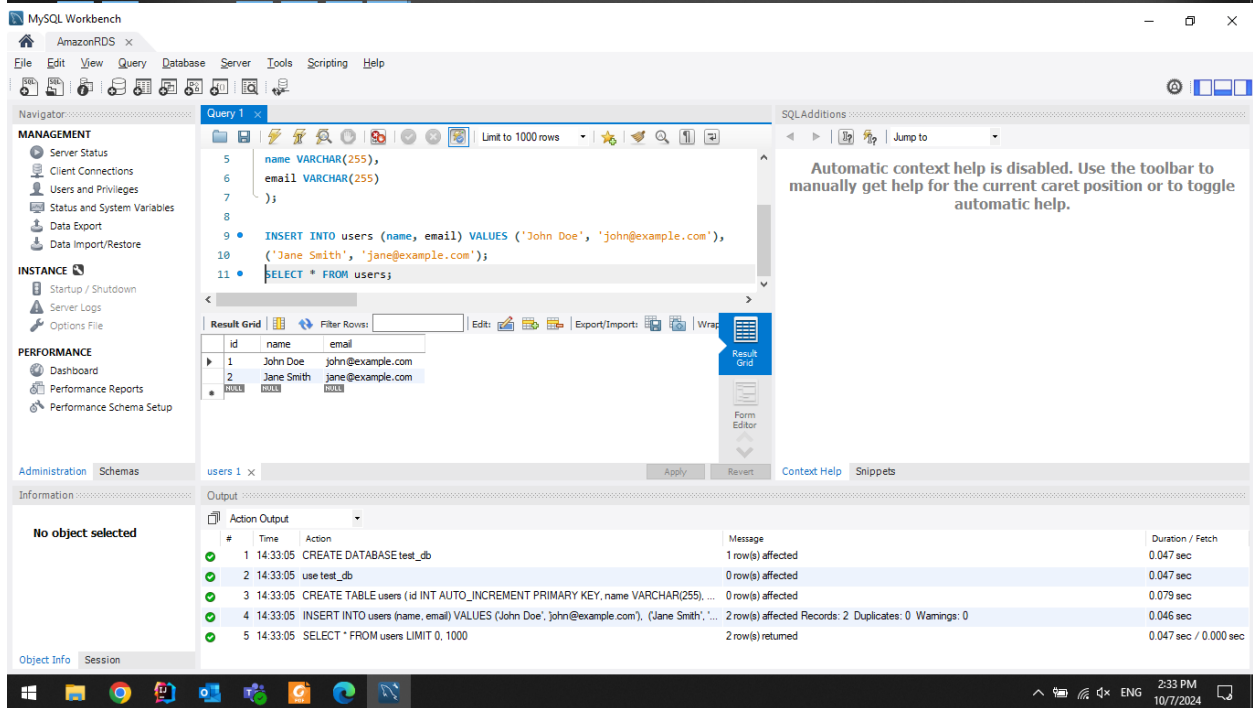 MySQL Workbench
AmazonRDS
File Edit View Query Database Server Tools Scripting Help
Navigator
MANAGEMENT
Server Status
Client Connections
Users and Privileges
Status and System Variables
Data Export
Data Import/Restore
INSTANCE
Startup / Shutdown
Server Logs
Options File
PERFORMANCE
Dashboard
Performance Reports
Performance Schema Setup
Administration Schemas
Query 1
Limit to 1000 rows
5 name VARCHAR(255),
6 email VARCHAR(255)
7 );
8
9 INSERT INTO users (name, email) VALUES ('John Doe', 'john@example.com'),
10 ('Jane Smith', 'jane@example.com');
11 SELECT * FROM users;
Result Grid Filter Rows: Edit: Export/Import: Wrap
id name email
1 John Doe john@example.com
2 Jane Smith jane@example.com
NULL NULL NULL
Result
Grid
Form
Editor
users 1 Apply Revert
SQLAdditions
Jump to
Automatic context help is disabled. Use the toolbar to
manually get help for the current caret position or to toggle
automatic help.
Context Help Snippets
Information
No object selected
Object Info Session
Output
Action Output
# Time Action Message Duration / Fetch
1 14:33:05 CREATE DATABASE test_db 1 row(s) affected 0.047 sec
2 14:33:05 use test_db 0 row(s) affected 0.047 sec
3 14:33:05 CREATE TABLE users ( id INT AUTO_INCREMENT PRIMARY KEY, name VARCHAR(255), ... 0 row(s) affected 0.079 sec
4 14:33:05 INSERT INTO users (name, email) VALUES ('John Doe', 'john@example.com'), ('Jane Smith', '... 2 row(s) affected Records: 2 Duplicates: 0 Warnings: 0 0.046 sec
5 14:33:05 SELECT * FROM users LIMIT 0, 1000 2 row(s) returned 0.047 sec / 0.000 sec
ENG
2:33 PM
10/7/2024